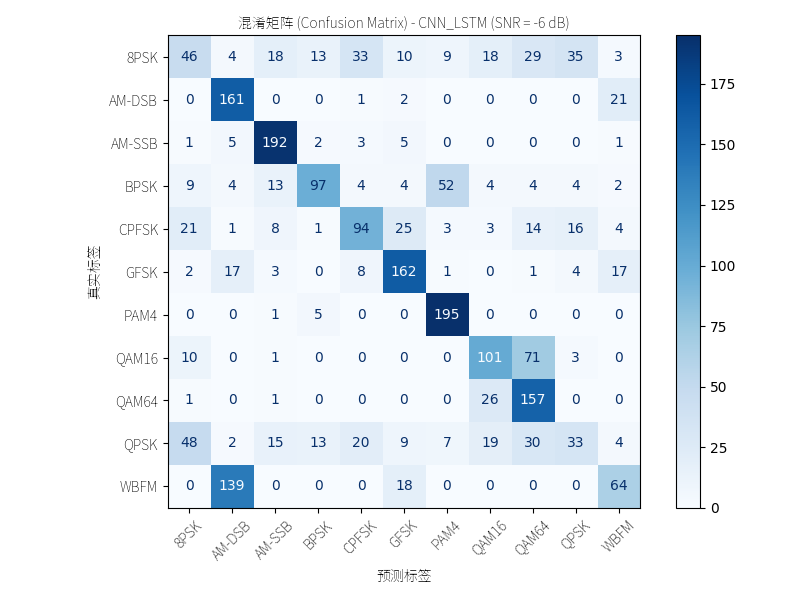 混淆矩阵 (Confusion Matrix) - CNN_LSTM (SNR = -6 dB)
真实标签
8PSK 46 4 18 13 33 10 9 18 29 35 3
AM-DSB 0 161 0 0 1 2 0 0 0 0 21
AM-SSB 1 5 192 2 3 5 0 0 0 0 1
BPSK 9 4 13 97 4 4 52 4 4 4 2
CPFSK 21 1 8 1 94 25 3 3 14 16 4
GFSK 2 17 3 0 8 162 1 0 1 4 17
PAM4 0 0 1 5 0 0 195 0 0 0 0
QAM16 10 0 1 0 0 0 0 101 71 3 0
QAM64 1 0 1 0 0 0 0 26 157 0 0
QPSK 48 2 15 13 20 9 7 19 30 33 4
WBFM 0 139 0 0 0 18 0 0 0 0 64
8PSK AM-DSB AM-SSB BPSK CPFSK GFSK PAM4 QAM16 QAM64 QPSK WBFM
预测标签
175
150
125
100
75
50
25
0